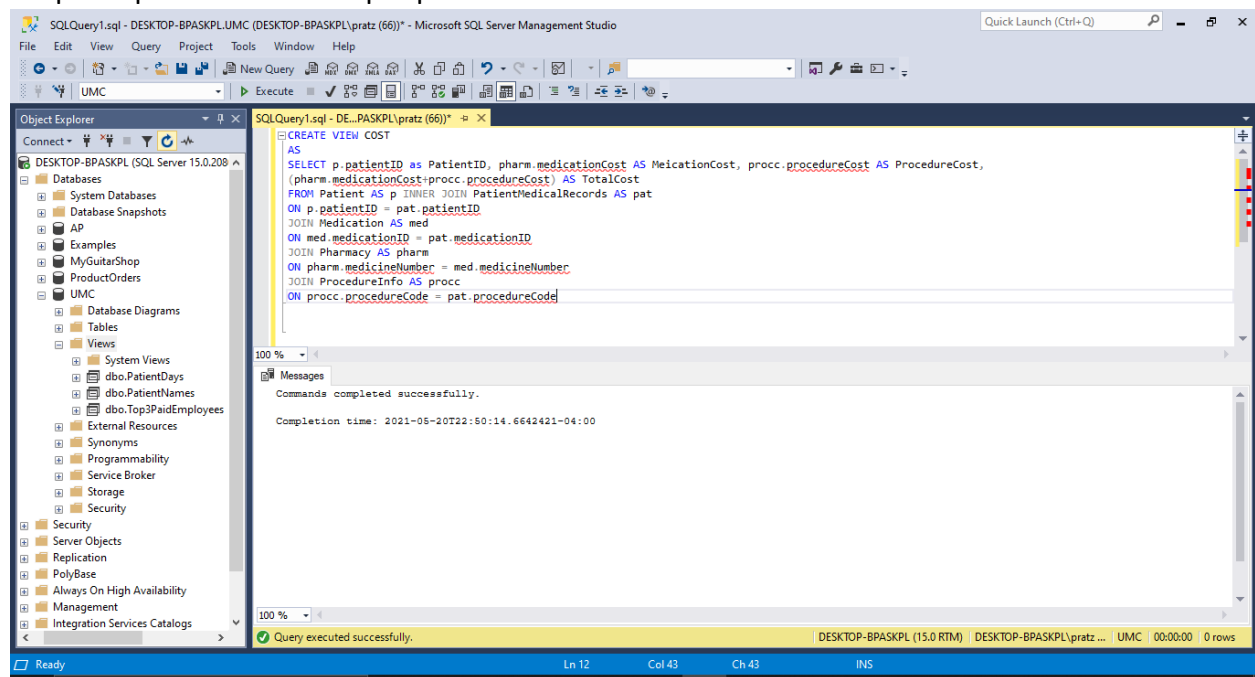 SQLQuery1.sql - DESKTOP-BPASKPL.UMC (DESKTOP-BPASKPL\pratz (66))* - Microsoft SQL Server Management Studio
Quick Launch (Ctrl+Q)
File Edit View Query Project Tools Window Help
New Query
UMC
Execute
Object Explorer
Connect
DESKTOP-BPASKPL (SQL Server 15.0.208
Databases
System Databases
Database Snapshots
AP
Examples
MyGuitarShop
ProductOrders
UMC
Database Diagrams
Tables
Views
System Views
dbo.PatientDays
dbo.PatientNames
dbo.Top3PaidEmployees
External Resources
Synonyms
Programmability
Service Broker
Storage
Security
Security
Server Objects
Replication
PolyBase
Always On High Availability
Management
Integration Services Catalogs
SQLQuery1.sql - DE...PASKPL\pratz (66))*
CREATE VIEW COST
AS
SELECT p.patientID as PatientID, pharm.medicationCost AS MeicationCost, procc.procedureCost AS ProcedureCost,
(pharm.medicationCost+procc.procedureCost) AS TotalCost
FROM Patient AS p INNER JOIN PatientMedicalRecords AS pat
ON p.patientID = pat.patientID
JOIN Medication AS med
ON med.medicationID = pat.medicationID
JOIN Pharmacy AS pharm
ON pharm.medicineNumber = med.medicineNumber
JOIN ProcedureInfo AS procc
ON procc.procedureCode = pat.procedureCode
100 %
Messages
Commands completed successfully.
Completion time: 2021-05-20T22:50:14.6642421-04:00
100 %
Query executed successfully.
DESKTOP-BPASKPL (15.0 RTM) DESKTOP-BPASKPL\pratz ... UMC 00:00:00 0 rows
Ready Ln 12 Col 43 Ch 43 INS